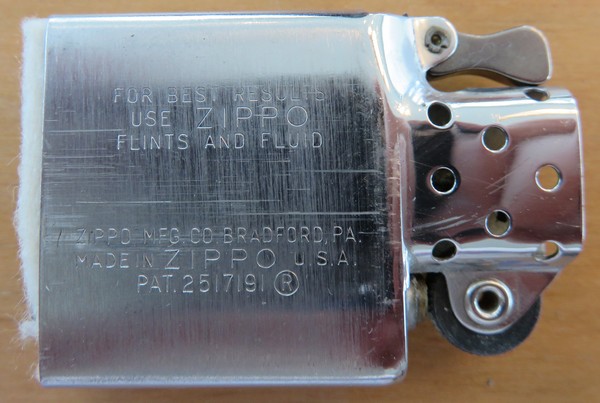 FOR BEST RESULTS
USE ZIPPO
FLINTS AND FLUID
/ ZIPPO MFG. CO BRADFORD, PA.
MADE IN ZIPPO U.S.A.
PAT. 2517191 ®